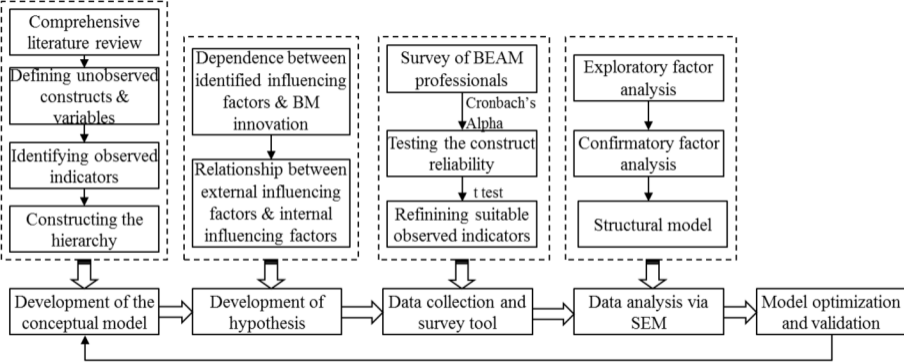 Comprehensive
literature review
Defining unobserved
constructs &
variables
Identifying observed
indicators
Constructing the
hierarchy
Dependence between
identified influencing
factors & BM
innovation
Relationship between
external influencing
factors & internal
influencing factors
Survey of BEAM
professionals
Cronbach's
Alpha
Testing the construct
reliability
t test
Refinining suitable
observed indicators
Exploratory factor
analysis
Confirmatory factor
analysis
Structural model
Development of the
conceptual model
Development of
hypothesis
Data collection and
survey tool
Data analysis via
SEM
Model optimization
and validation